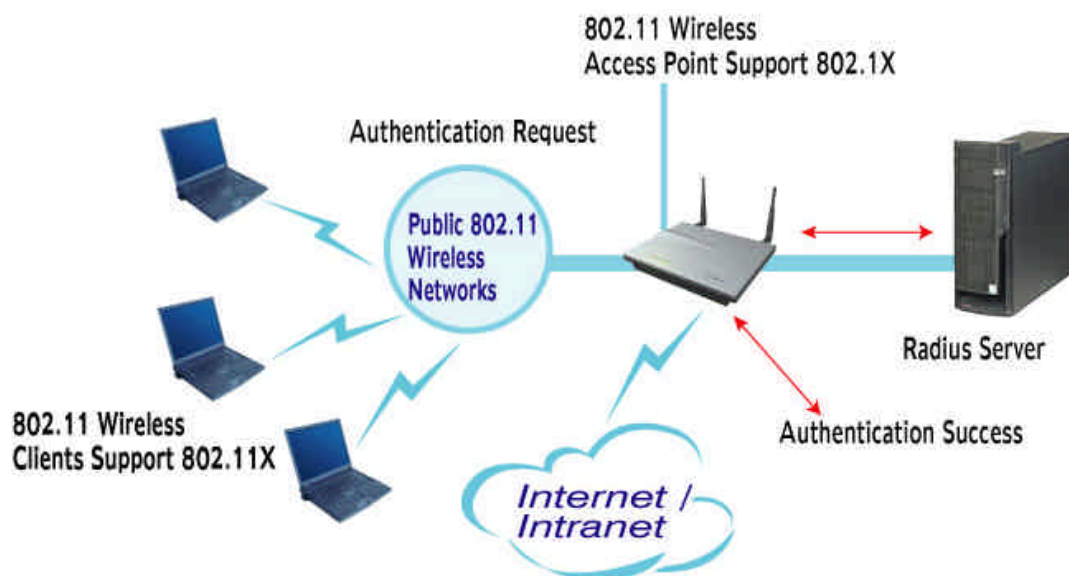 802.11 Wireless
Access Point Support 802.1X
Authentication Request
Public 802.11
Wireless
Networks
Radius Server
802.11 Wireless
Clients Support 802.11X
Authentication Success
Internet /
Intranet